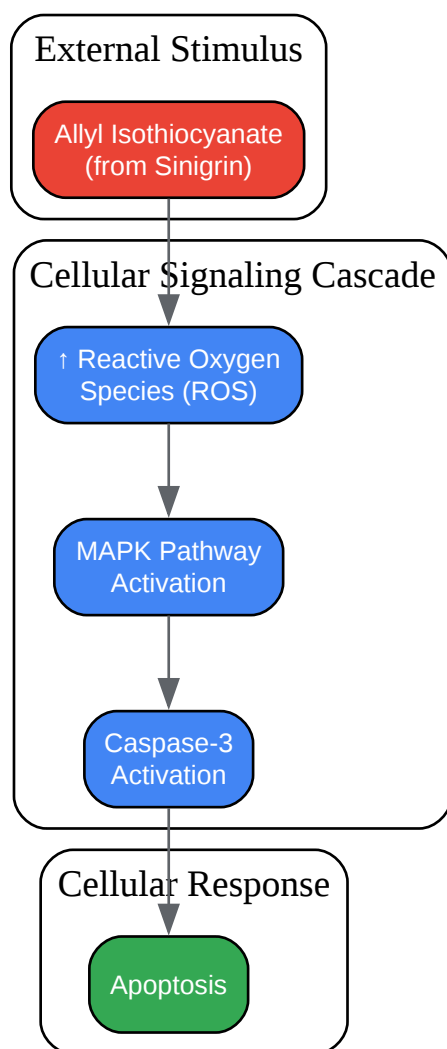 External Stimulus
Allyl Isothiocyanate
(from Sinigrin)
Cellular Signaling Cascade
↑ Reactive Oxygen
Species (ROS)
MAPK Pathway
Activation
Caspase-3
Activation
Cellular Response
Apoptosis